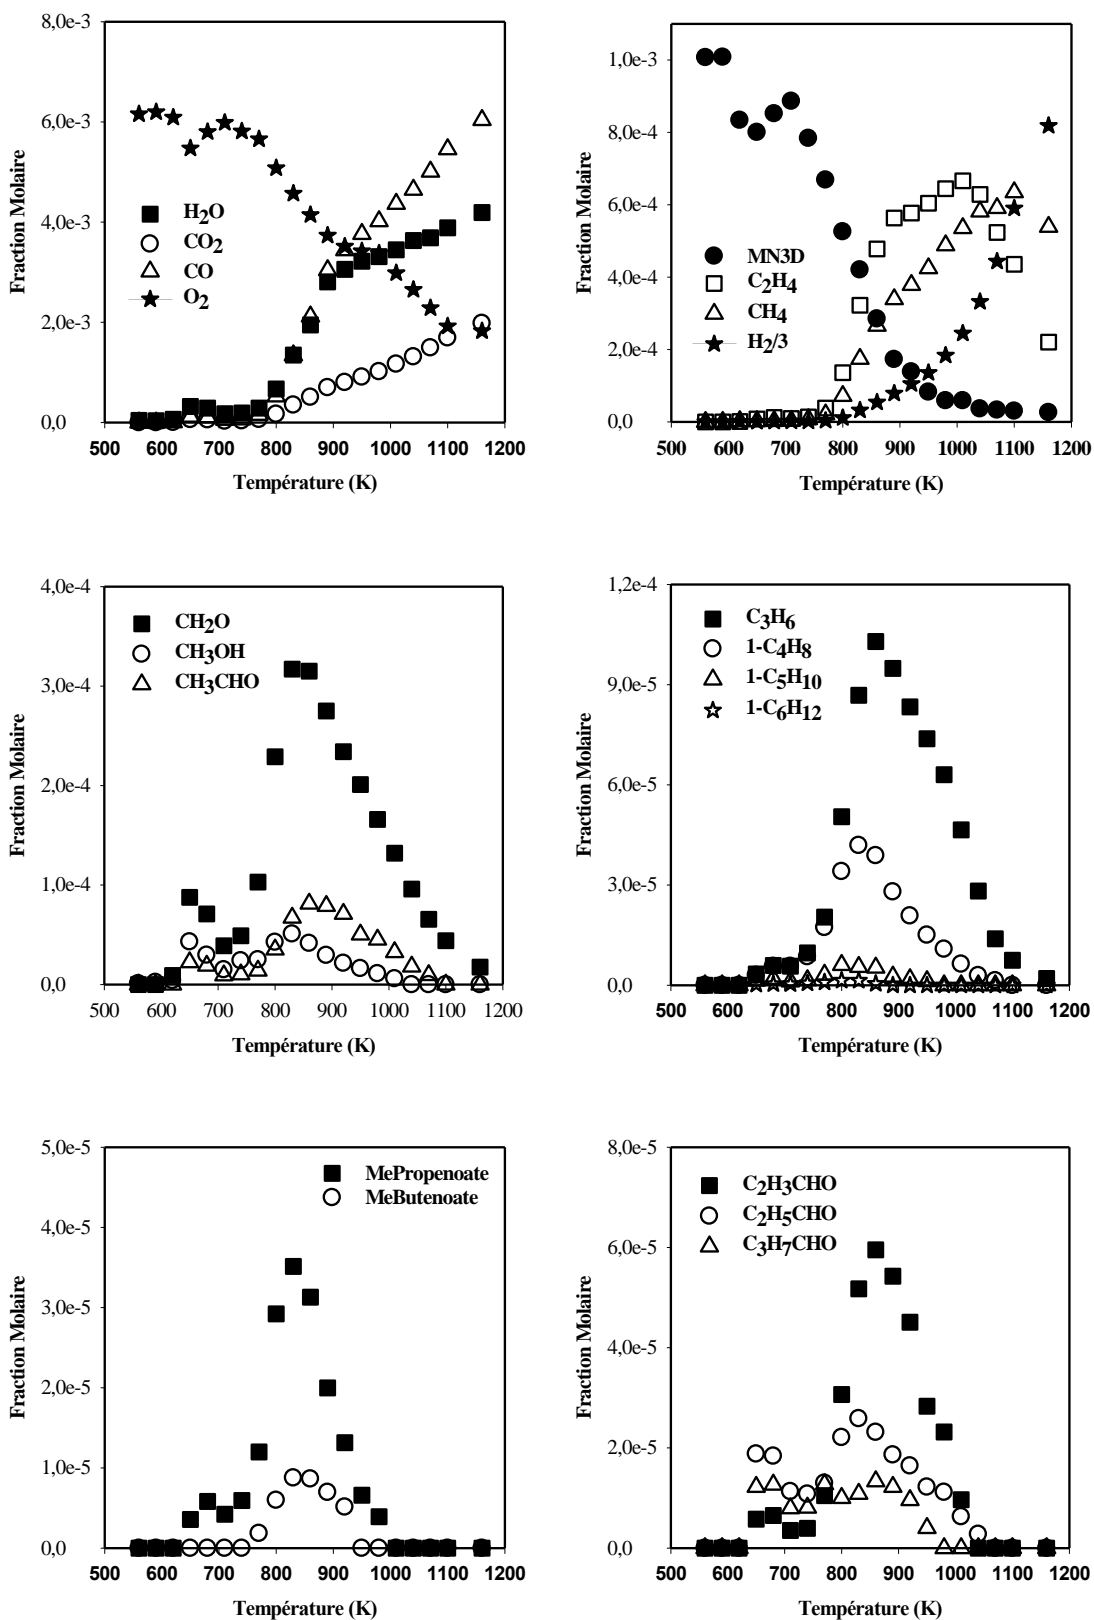 8,0e-3
6,0e-3
4,0e-3
2,0e-3
0,0
Fraction Molaire
H2O
CO2
CO
O2
500 600 700 800 900 1000 1100 1200
Température (K)
1,0e-3
8,0e-4
6,0e-4
4,0e-4
2,0e-4
0,0
Fraction Molaire
MN3D
C2H4
CH4
H2/3
500 600 700 800 900 1000 1100 1200
Température (K)
4,0e-4
3,0e-4
2,0e-4
1,0e-4
0,0
Fraction Molaire
CH2O
CH3OH
CH3CHO
500 600 700 800 900 1000 1100 1200
Température (K)
1,2e-4
9,0e-5
6,0e-5
3,0e-5
0,0
Fraction Molaire
C3H6
1-C4H8
1-C5H10
1-C6H12
500 600 700 800 900 1000 1100 1200
Température (K)
5,0e-5
4,0e-5
3,0e-5
2,0e-5
1,0e-5
0,0
Fraction Molaire
MePropenoate
MeButenoate
500 600 700 800 900 1000 1100 1200
Température (K)
8,0e-5
6,0e-5
4,0e-5
2,0e-5
0,0
Fraction Molaire
C2H3CHO
C2H5CHO
C3H7CHO
500 600 700 800 900 1000 1100 1200
Température (K)